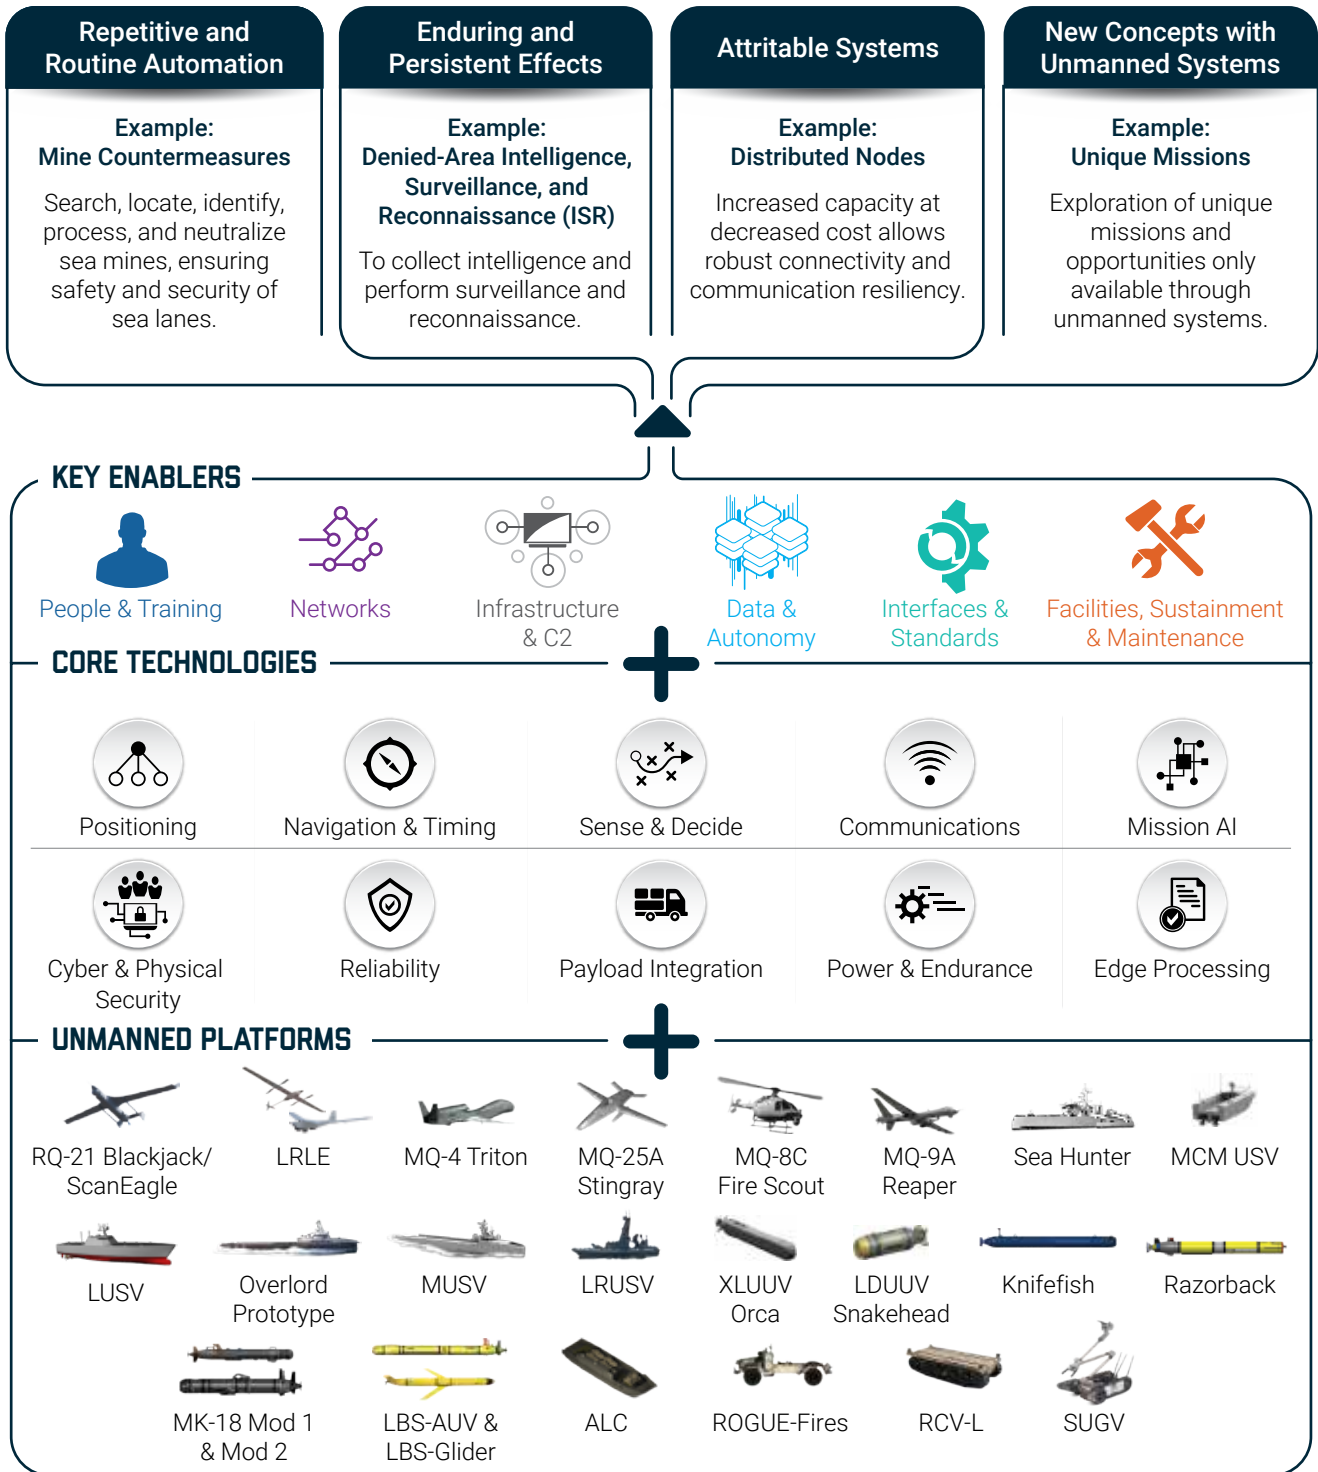 Repetitive and
Routine Automation
Example:
Mine Countermeasures
Search, locate, identify,
process, and neutralize
sea mines, ensuring
safety and security of
sea lanes.
Enduring and
Persistent Effects
Example:
Denied-Area Intelligence,
Surveillance, and
Reconnaissance (ISR)
To collect intelligence and
perform surveillance and
reconnaissance.
Attritable Systems
Example:
Distributed Nodes
Increased capacity at
decreased cost allows
robust connectivity and
communication resiliency.
New Concepts with
Unmanned Systems
Example:
Unique Missions
Exploration of unique
missions and
opportunities only
available through
unmanned systems.
KEY ENABLERS
People & Training
Networks
Infrastructure
& C2
Data &
Autonomy
Interfaces &
Standards
Facilities, Sustainment
& Maintenance
CORE TECHNOLOGIES
Positioning
Navigation & Timing
Sense & Decide
Communications
Mission AI
Cyber & Physical
Security
Reliability
Payload Integration
Power & Endurance
Edge Processing
UNMANNED PLATFORMS
RQ-21 Blackjack/
ScanEagle
LRLE
MQ-4 Triton
MQ-25A
Stingray
MQ-8C
Fire Scout
MQ-9A
Reaper
Sea Hunter
MCM USV
LUSV
Overlord
Prototype
MUSV
LRUSV
XLUUV
Orca
LDUUV
Snakehead
Knifefish
Razorback
MK-18 Mod 1
& Mod 2
LBS-AUV &
LBS-Glider
ALC
ROGUE-Fires
RCV-L
SUGV